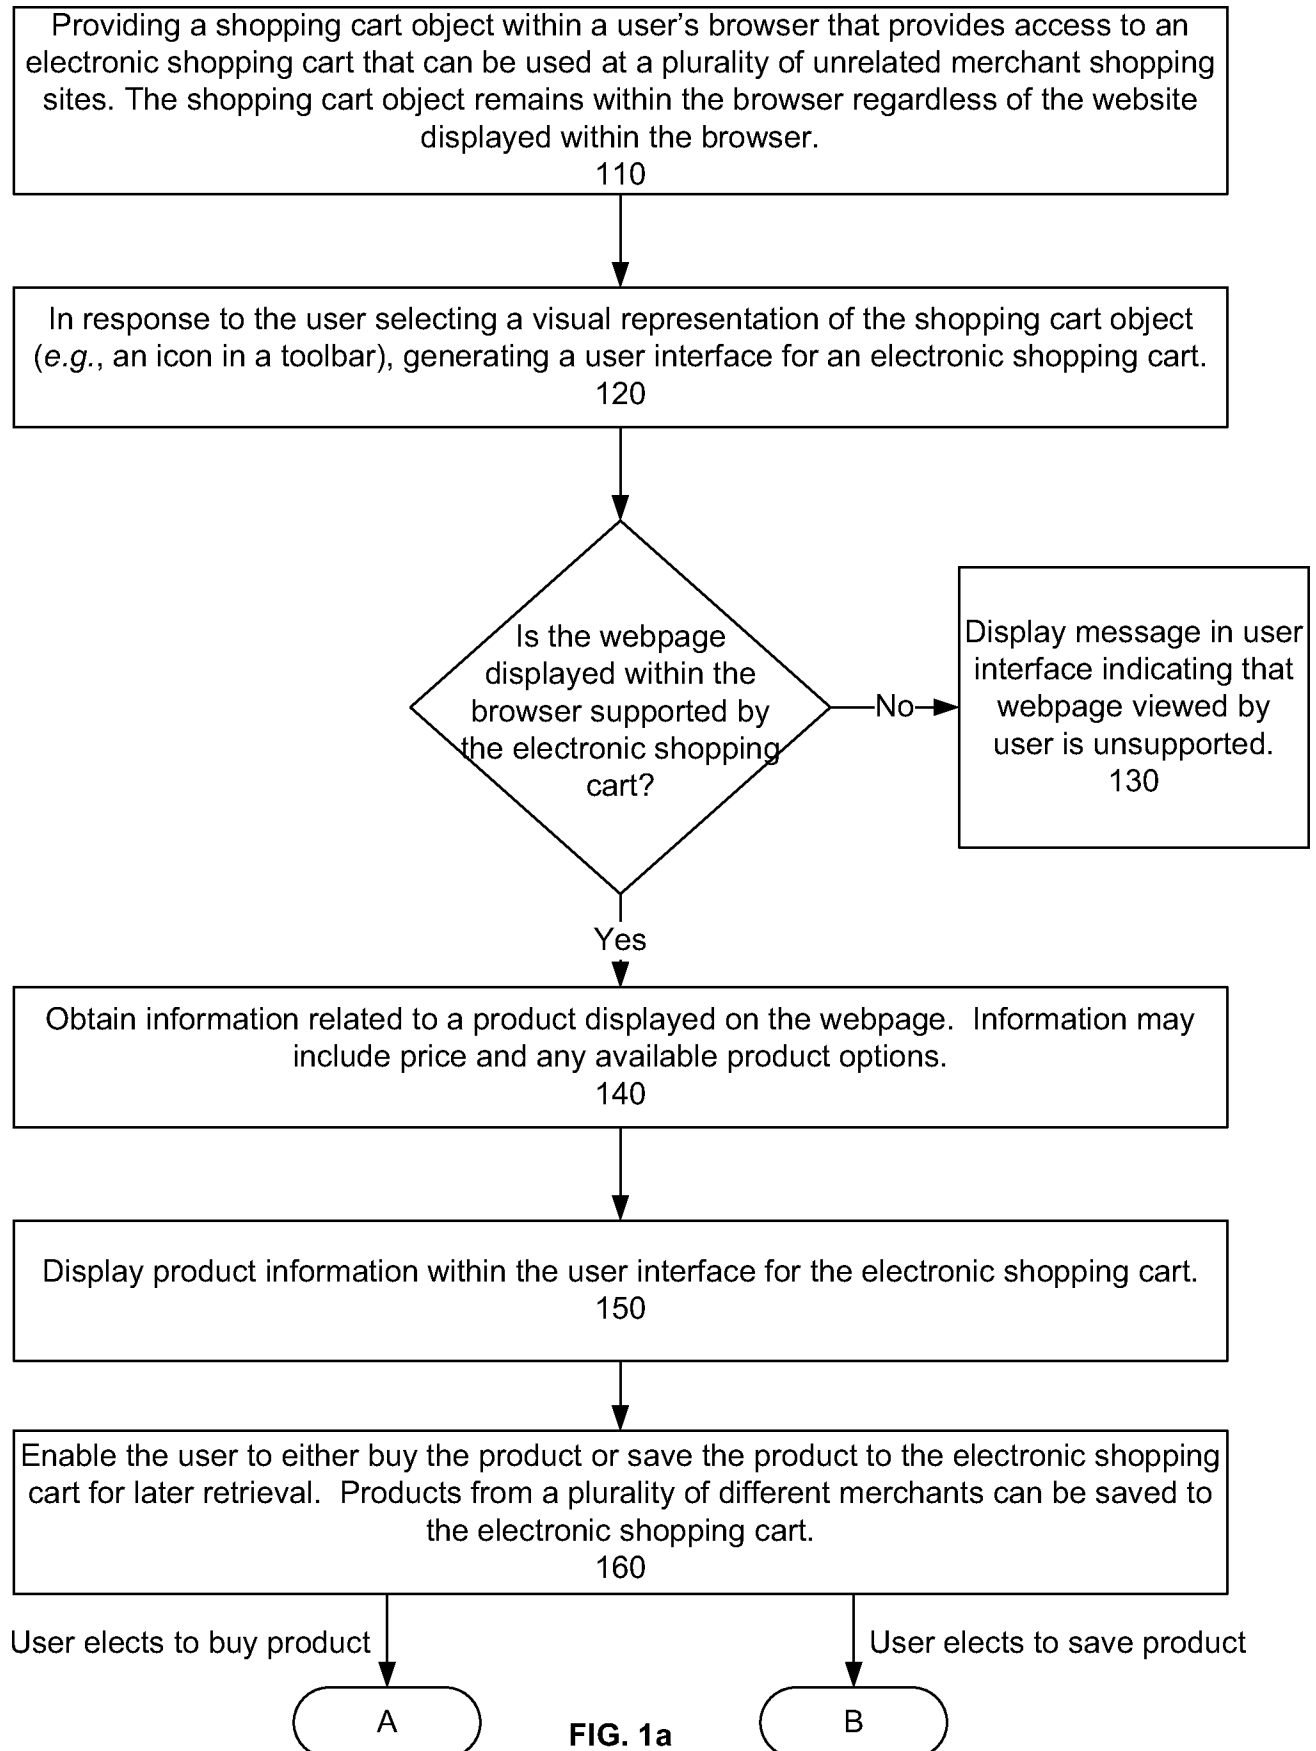 Providing a shopping cart object within a user's browser that provides access to an
electronic shopping cart that can be used at a plurality of unrelated merchant shopping
sites. The shopping cart object remains within the browser regardless of the website
displayed within the browser.
110
In response to the user selecting a visual representation of the shopping cart object
(e.g., an icon in a toolbar), generating a user interface for an electronic shopping cart.
120
Is the webpage
displayed within the
browser supported by
the electronic shopping
cart?
No
Display message in user
interface indicating that
webpage viewed by
user is unsupported.
130
Yes
Obtain information related to a product displayed on the webpage.  Information may
include price and any available product options.
140
Display product information within the user interface for the electronic shopping cart.
150
Enable the user to either buy the product or save the product to the electronic shopping
cart for later retrieval.  Products from a plurality of different merchants can be saved to
the electronic shopping cart.
160
User elects to buy product
User elects to save product
A
B
FIG. 1a